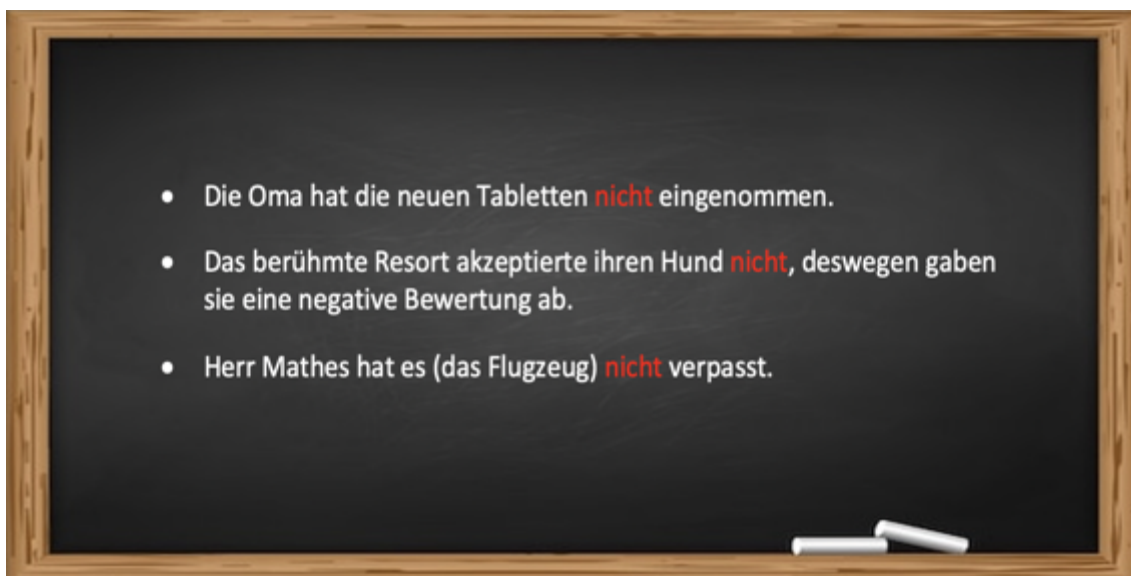 • Die Oma hat die neuen Tabletten nicht eingenommen.
• Das berühmte Resort akzeptierte ihren Hund nicht, deswegen gaben
sie eine negative Bewertung ab.
• Herr Mathes hat es (das Flugzeug) nicht verpasst.